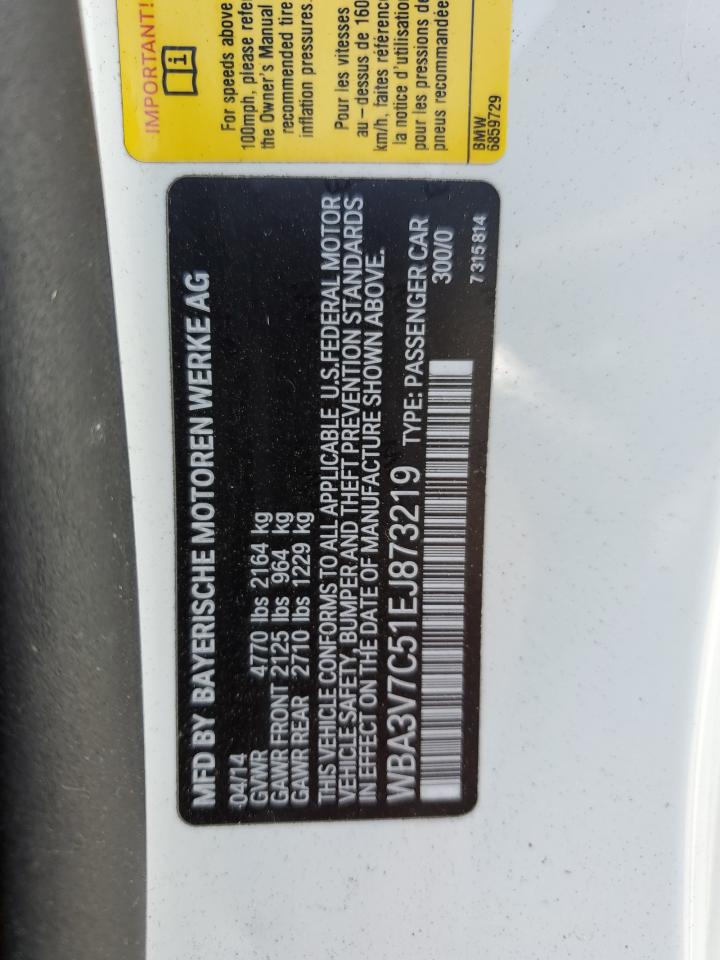 MFD BY BAYERISCHE MOTOREN WERKE AG
04/14
GVWR 4770 lbs 2164 kg
GAWR FRONT 2125 lbs 964 kg
GAWR REAR 2710 lbs 1229 kg
THIS VEHICLE CONFORMS TO ALL APPLICABLE U.S.FEDERAL MOTOR
VEHICLE SAFETY, BUMPER AND THEFT PREVENTION STANDARDS
IN EFFECT ON THE DATE OF MANUFACTURE SHOWN ABOVE.
WBA3V7C51EJ873219 TYPE: PASSENGER CAR
300/0
7 315 814
IMPORTANT!
For speeds above
100mph, please refe
the Owner's Manual
recommended tire
inflation pressures.
Pour les vitesses
au-dessus de 160
km/h, faites référenc
la notice d'utilisation
pour les pressions de
pneus recommandée
BMW
6859729